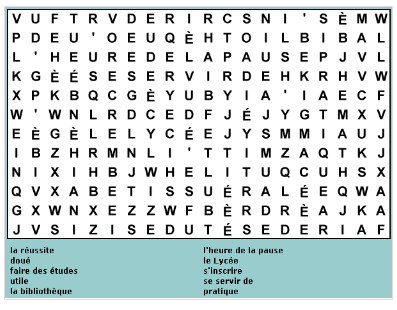 V U F T R V D E R I R C S N I ' S È M W
P D E U ' O E U Q È H T O I L B I B A L
L ' H E U R E D E L A P A U S E P J V L
K G È É S E S E R V I R D E H K R H V W
X P K B Q C G È Y U B Y I A ' I A E C F
W ' W N L R D C E D F J É J Y G T M X V
E È G È L E L Y C É E J Y S M M I A U J
I B Z H R M N L I ' T T I M Z A Q T K J
N I X I H B J W H E L I T U Q C U H S X
Q V X A B E T I S S U É R A L É E Q W A
G X W N X E Z Z W F B È R D R È A J K A
J V S I Z I S E D U T É S E D E R I A F
la réussite
doué
faire des études
utile
la bibliothèque
l'heure de la pause
le Lycée
s'inscrire
se servir de
pratique